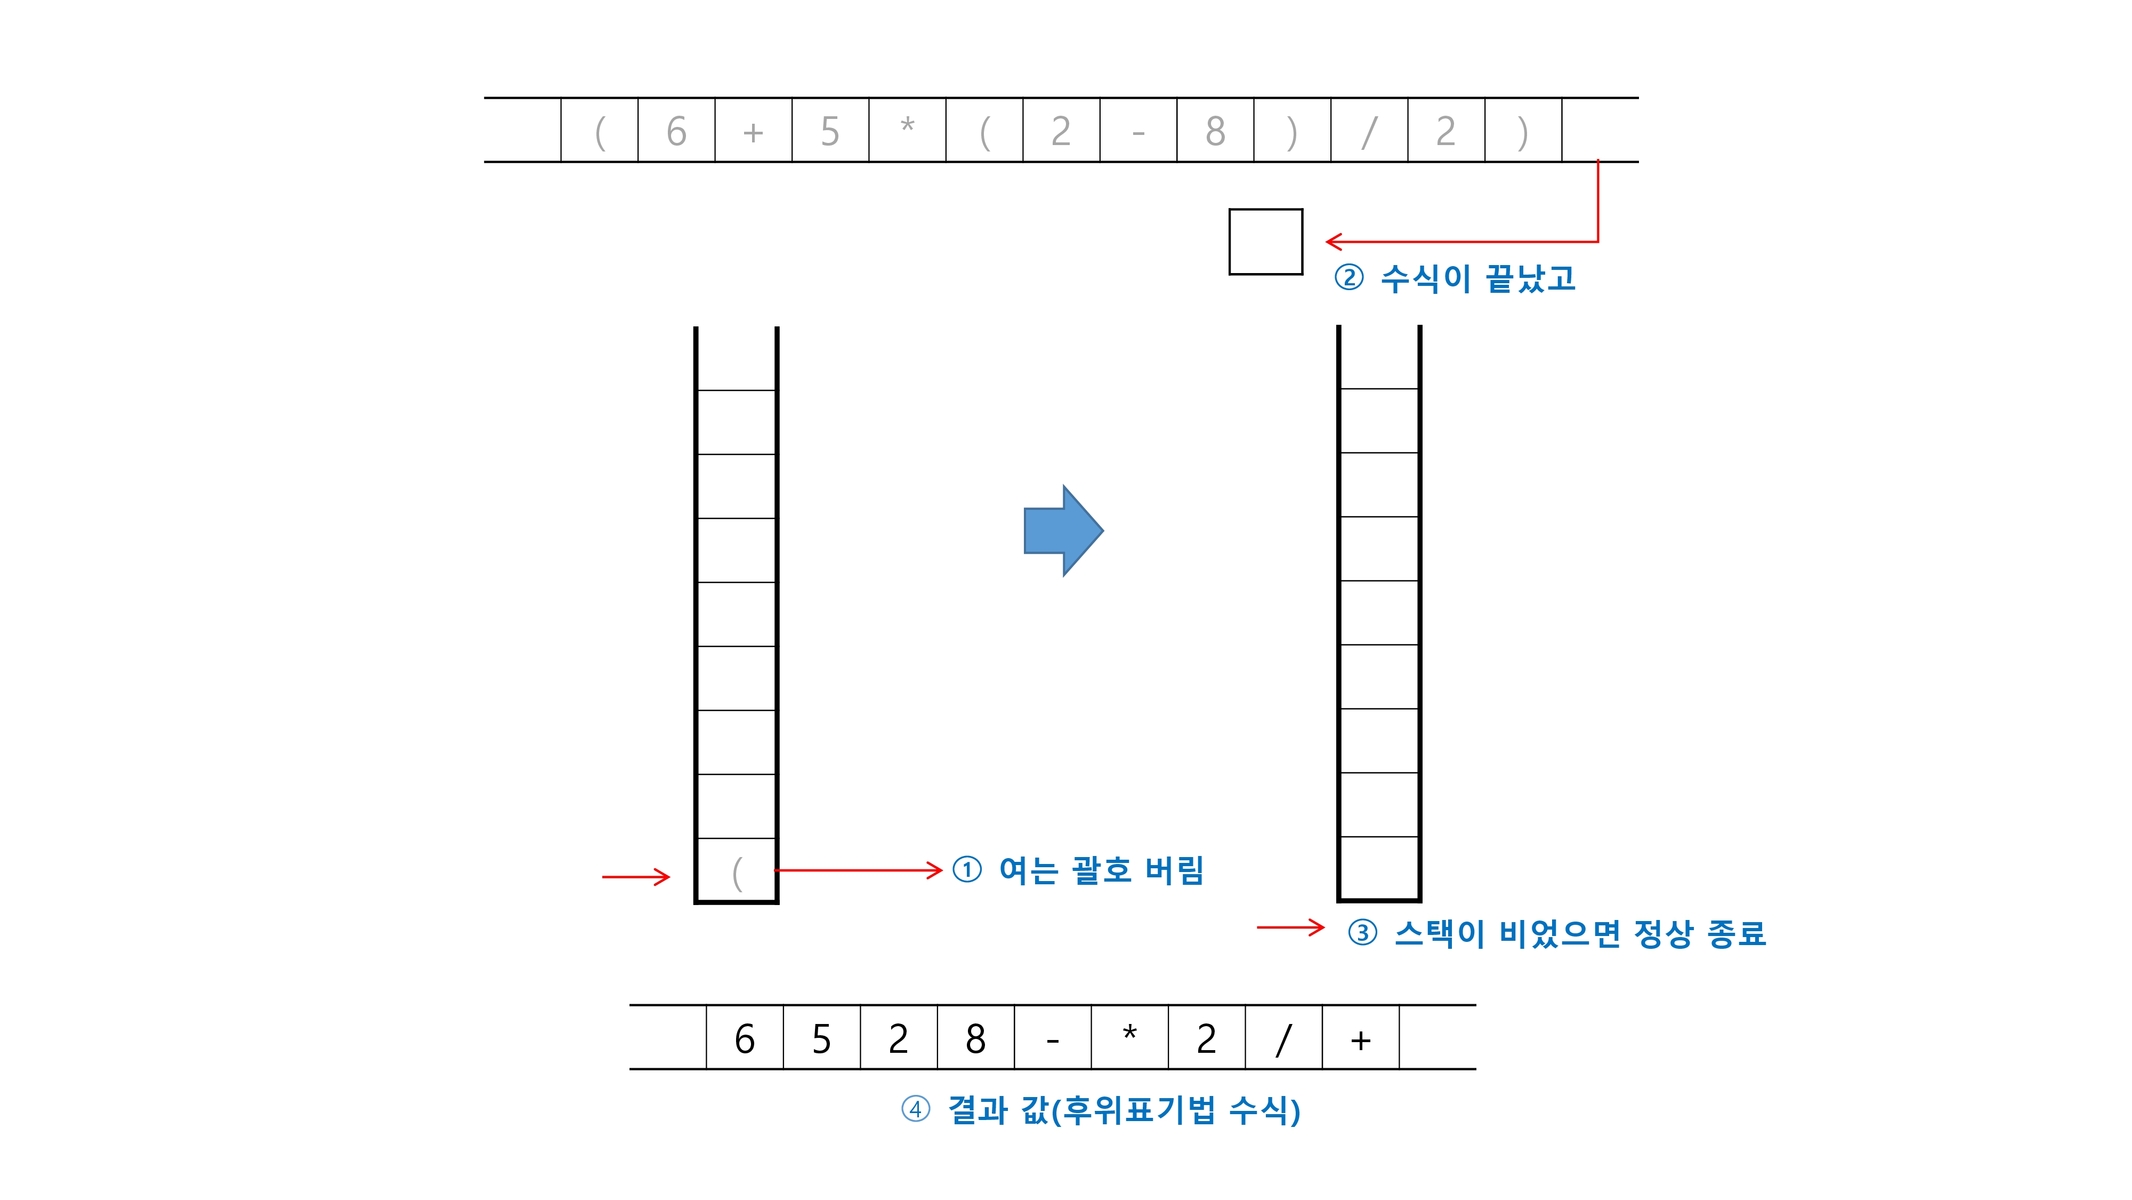 ( 6 + 5 * ( 2 - 8 ) / 2 )
② 수식이 끝났고
(
① 여는 괄호 버림
③ 스택이 비었으면 정상 종료
6 5 2 8 - * 2 / +
④ 결과 값(후위표기법 수식)